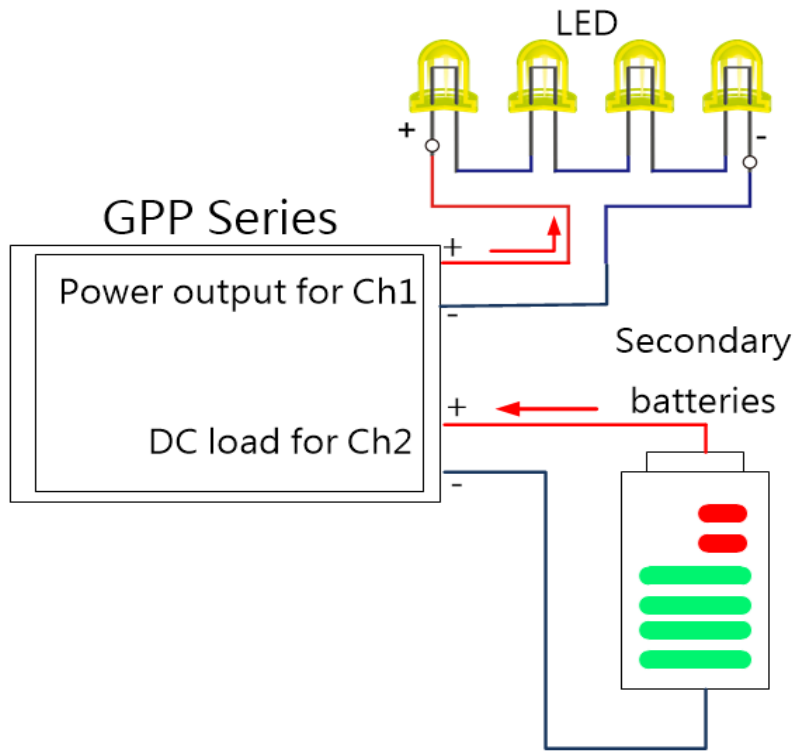 LED
+
-
GPP Series
+
Power output for Ch1
-
Secondary
batteries
+
DC load for Ch2
-